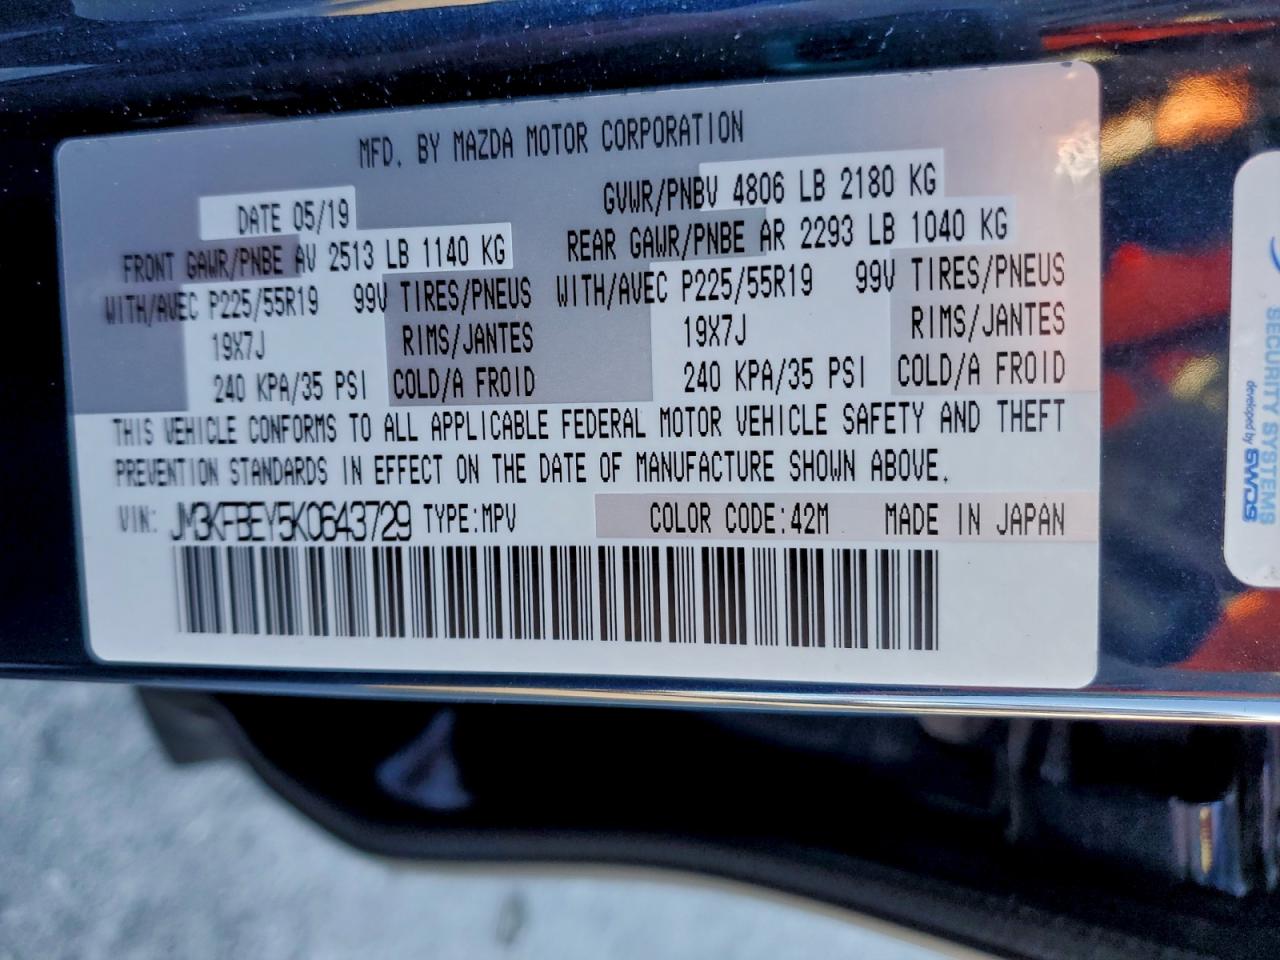 MFD. BY MAZDA MOTOR CORPORATION
DATE 05/19
GVWR/PNBV 4806 LB 2180 KG
FRONT GAWR/PNBE AV 2513 LB 1140 KG
REAR GAWR/PNBE AR 2293 LB 1040 KG
WITH/AVEC P225/55R19 99V TIRES/PNEUS
WITH/AVEC P225/55R19 99V TIRES/PNEUS
19X7J RIMS/JANTES
19X7J RIMS/JANTES
240 KPA/35 PSI COLD/A FROID
240 KPA/35 PSI COLD/A FROID
THIS VEHICLE CONFORMS TO ALL APPLICABLE FEDERAL MOTOR VEHICLE SAFETY AND THEFT
PREVENTION STANDARDS IN EFFECT ON THE DATE OF MANUFACTURE SHOWN ABOVE.
VIN: JM3KFBEY5K0643729 TYPE:MPV COLOR CODE:42M MADE IN JAPAN
SECURITY SYSTEMS
developed by SWDS